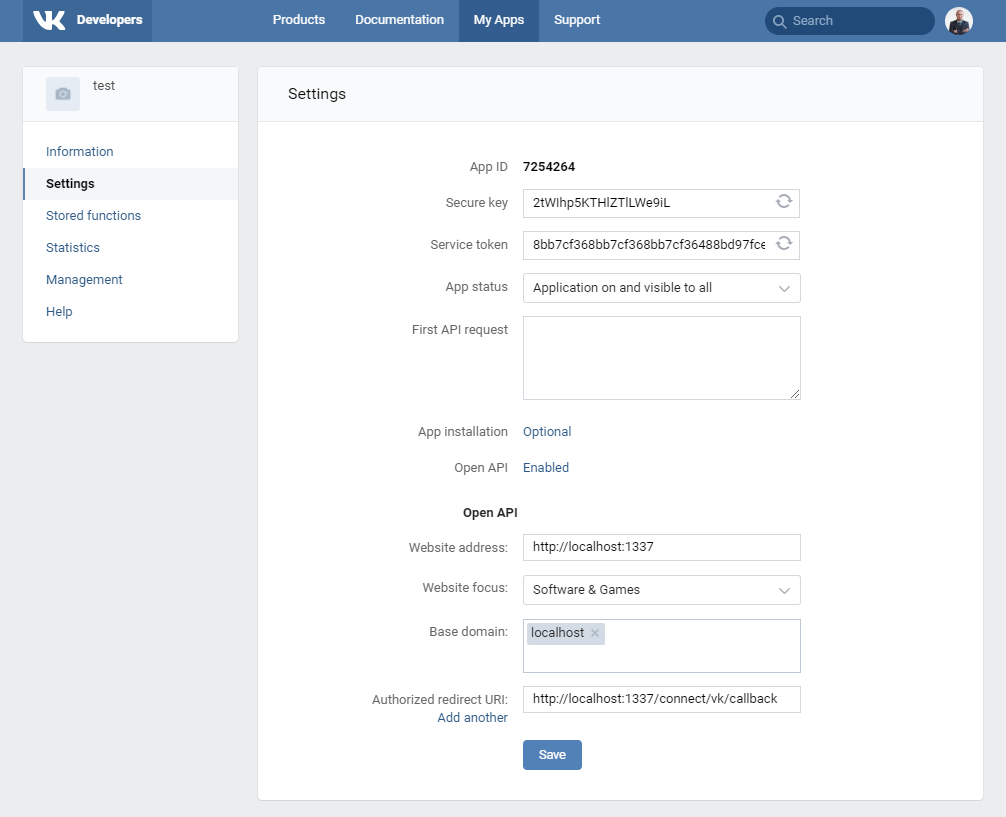 VK Developers Products Documentation My Apps Support Search
test
Information
Settings
Stored functions
Statistics
Management
Help
Settings
App ID 7254264
Secure key 2tWIhp5KTHlZTlLWe9iL
Service token 8bb7cf368bb7cf368bb7cf36488bd97fce
App status Application on and visible to all
First API request
App installation Optional
Open API Enabled
Open API
Website address: http://localhost:1337
Website focus: Software & Games
Base domain: localhost ×
Authorized redirect URI: http://localhost:1337/connect/vk/callback
Add another
Save